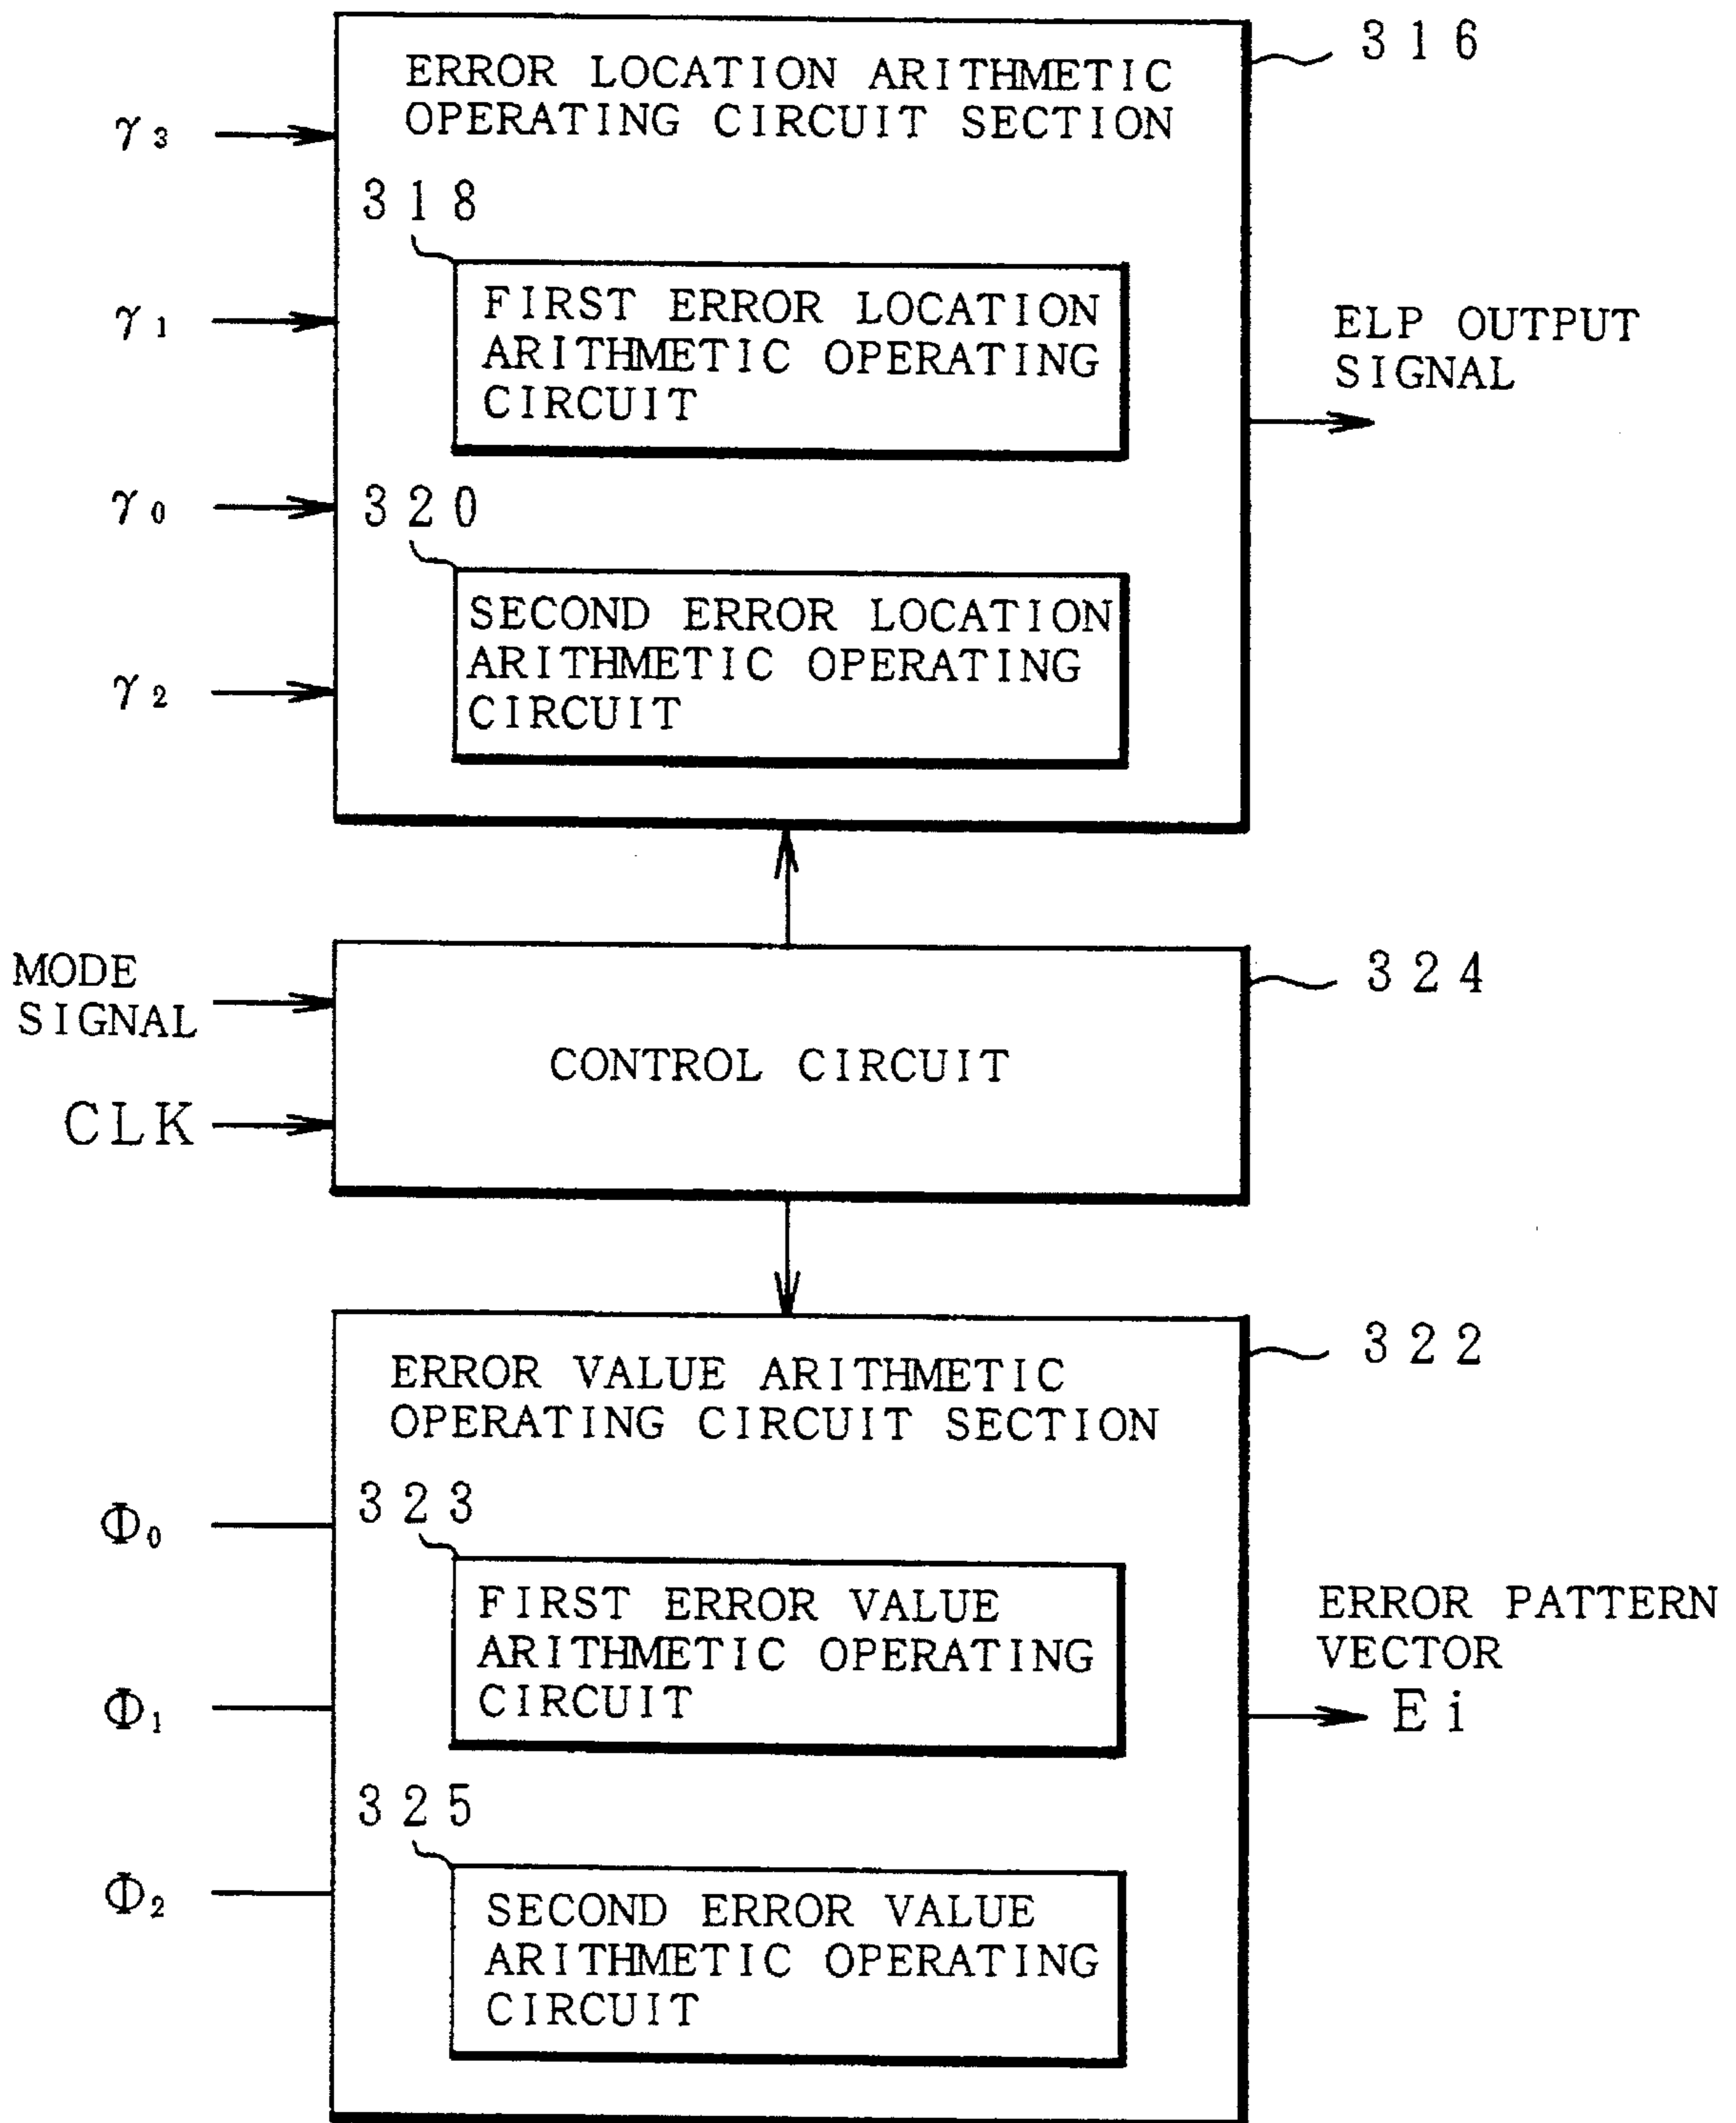 316
ERROR LOCATION ARITHMETIC
OPERATING CIRCUIT SECTION
γ3
318
γ1
FIRST ERROR LOCATION
ARITHMETIC OPERATING
CIRCUIT
ELP OUTPUT
SIGNAL
γ0
320
SECOND ERROR LOCATION
ARITHMETIC OPERATING
CIRCUIT
γ2
MODE
SIGNAL
324
CONTROL CIRCUIT
CLK
322
ERROR VALUE ARITHMETIC
OPERATING CIRCUIT SECTION
Φ0
323
FIRST ERROR VALUE
ARITHMETIC OPERATING
CIRCUIT
Φ1
ERROR PATTERN
VECTOR
Ei
325
Φ2
SECOND ERROR VALUE
ARITHMETIC OPERATING
CIRCUIT